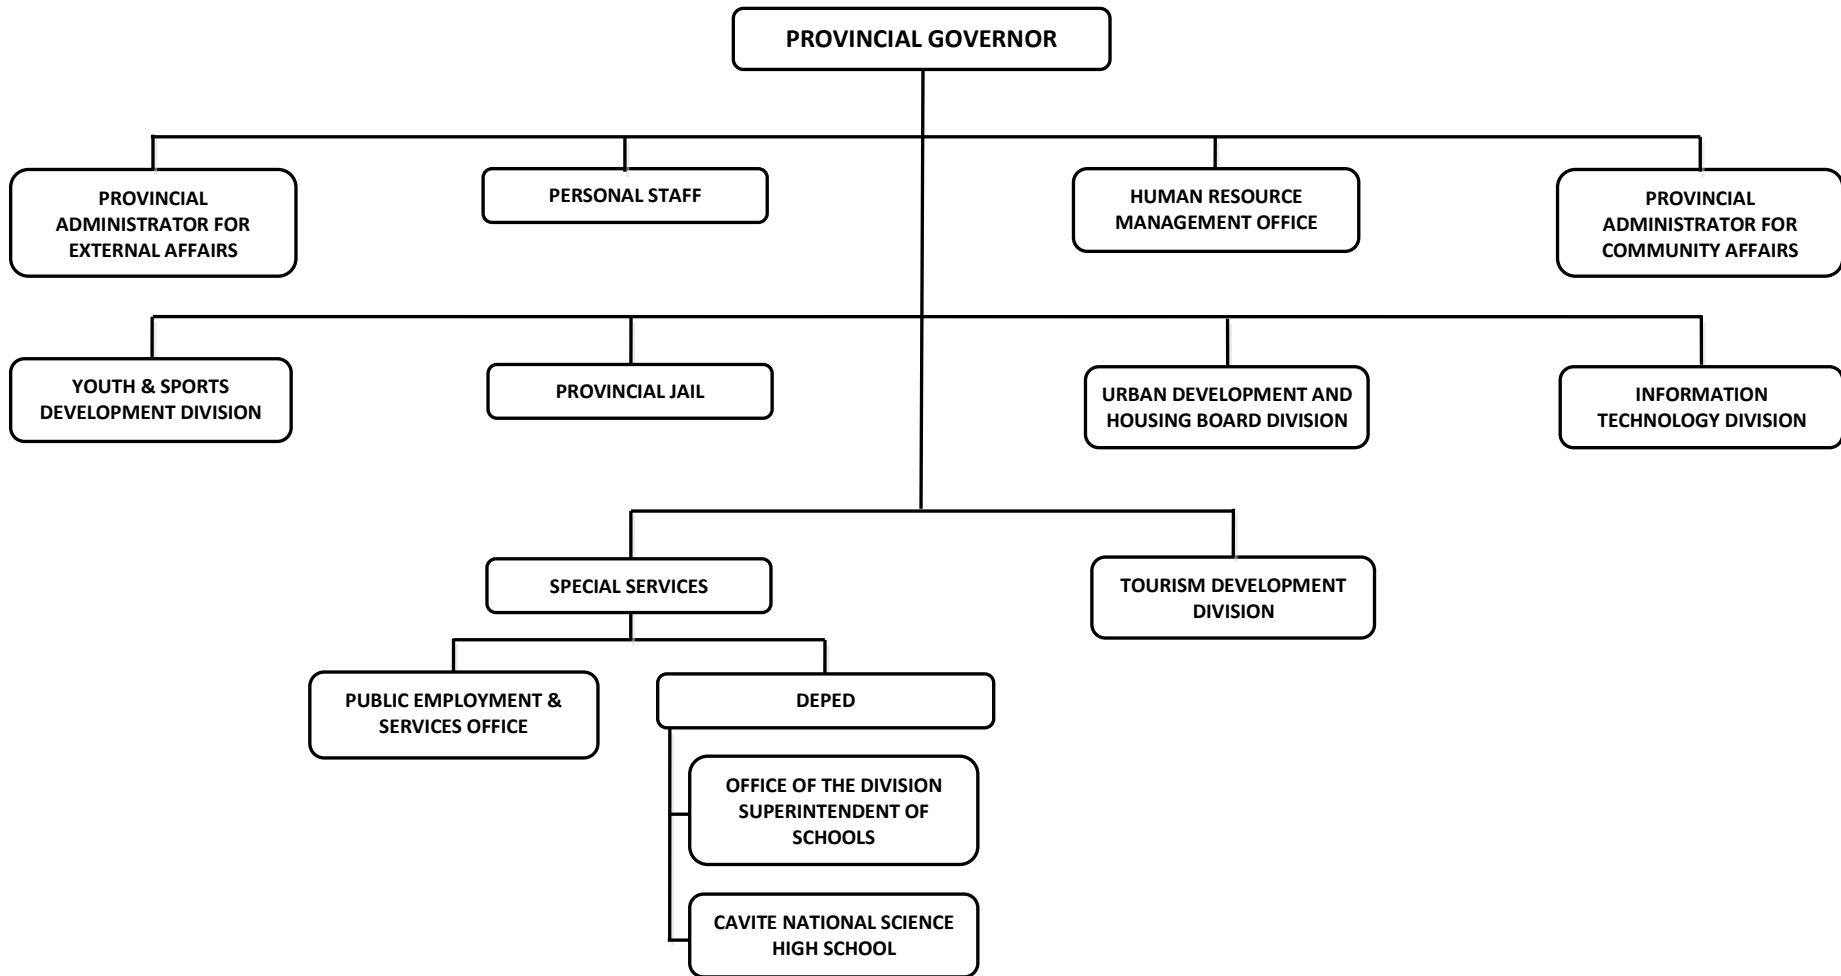 PROVINCIAL GOVERNOR
PROVINCIAL
ADMINISTRATOR FOR
EXTERNAL AFFAIRS
PERSONAL STAFF
HUMAN RESOURCE
MANAGEMENT OFFICE
PROVINCIAL
ADMINISTRATOR FOR
COMMUNITY AFFAIRS
YOUTH & SPORTS
DEVELOPMENT DIVISION
PROVINCIAL JAIL
URBAN DEVELOPMENT AND
HOUSING BOARD DIVISION
INFORMATION
TECHNOLOGY DIVISION
SPECIAL SERVICES
TOURISM DEVELOPMENT
DIVISION
PUBLIC EMPLOYMENT &
SERVICES OFFICE
DEPED
OFFICE OF THE DIVISION
SUPERINTENDENT OF
SCHOOLS
CAVITE NATIONAL SCIENCE
HIGH SCHOOL